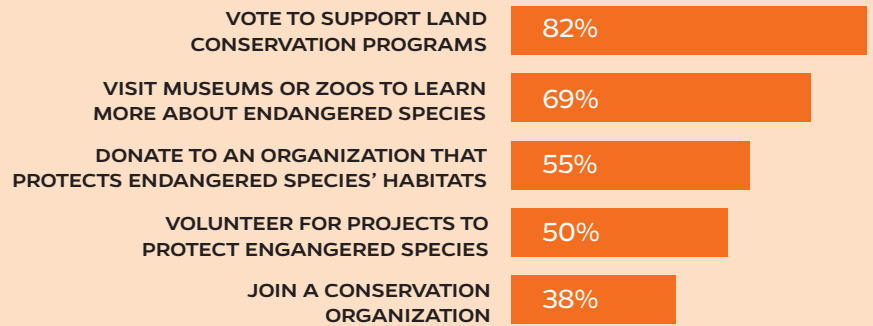 VOTE TO SUPPORT LAND
CONSERVATION PROGRAMS
82%
VISIT MUSEUMS OR ZOOS TO LEARN
MORE ABOUT ENDANGERED SPECIES
69%
DONATE TO AN ORGANIZATION THAT
PROTECTS ENDANGERED SPECIES’ HABITATS
55%
VOLUNTEER FOR PROJECTS TO
PROTECT ENGANGERED SPECIES
50%
JOIN A CONSERVATION
ORGANIZATION
38%